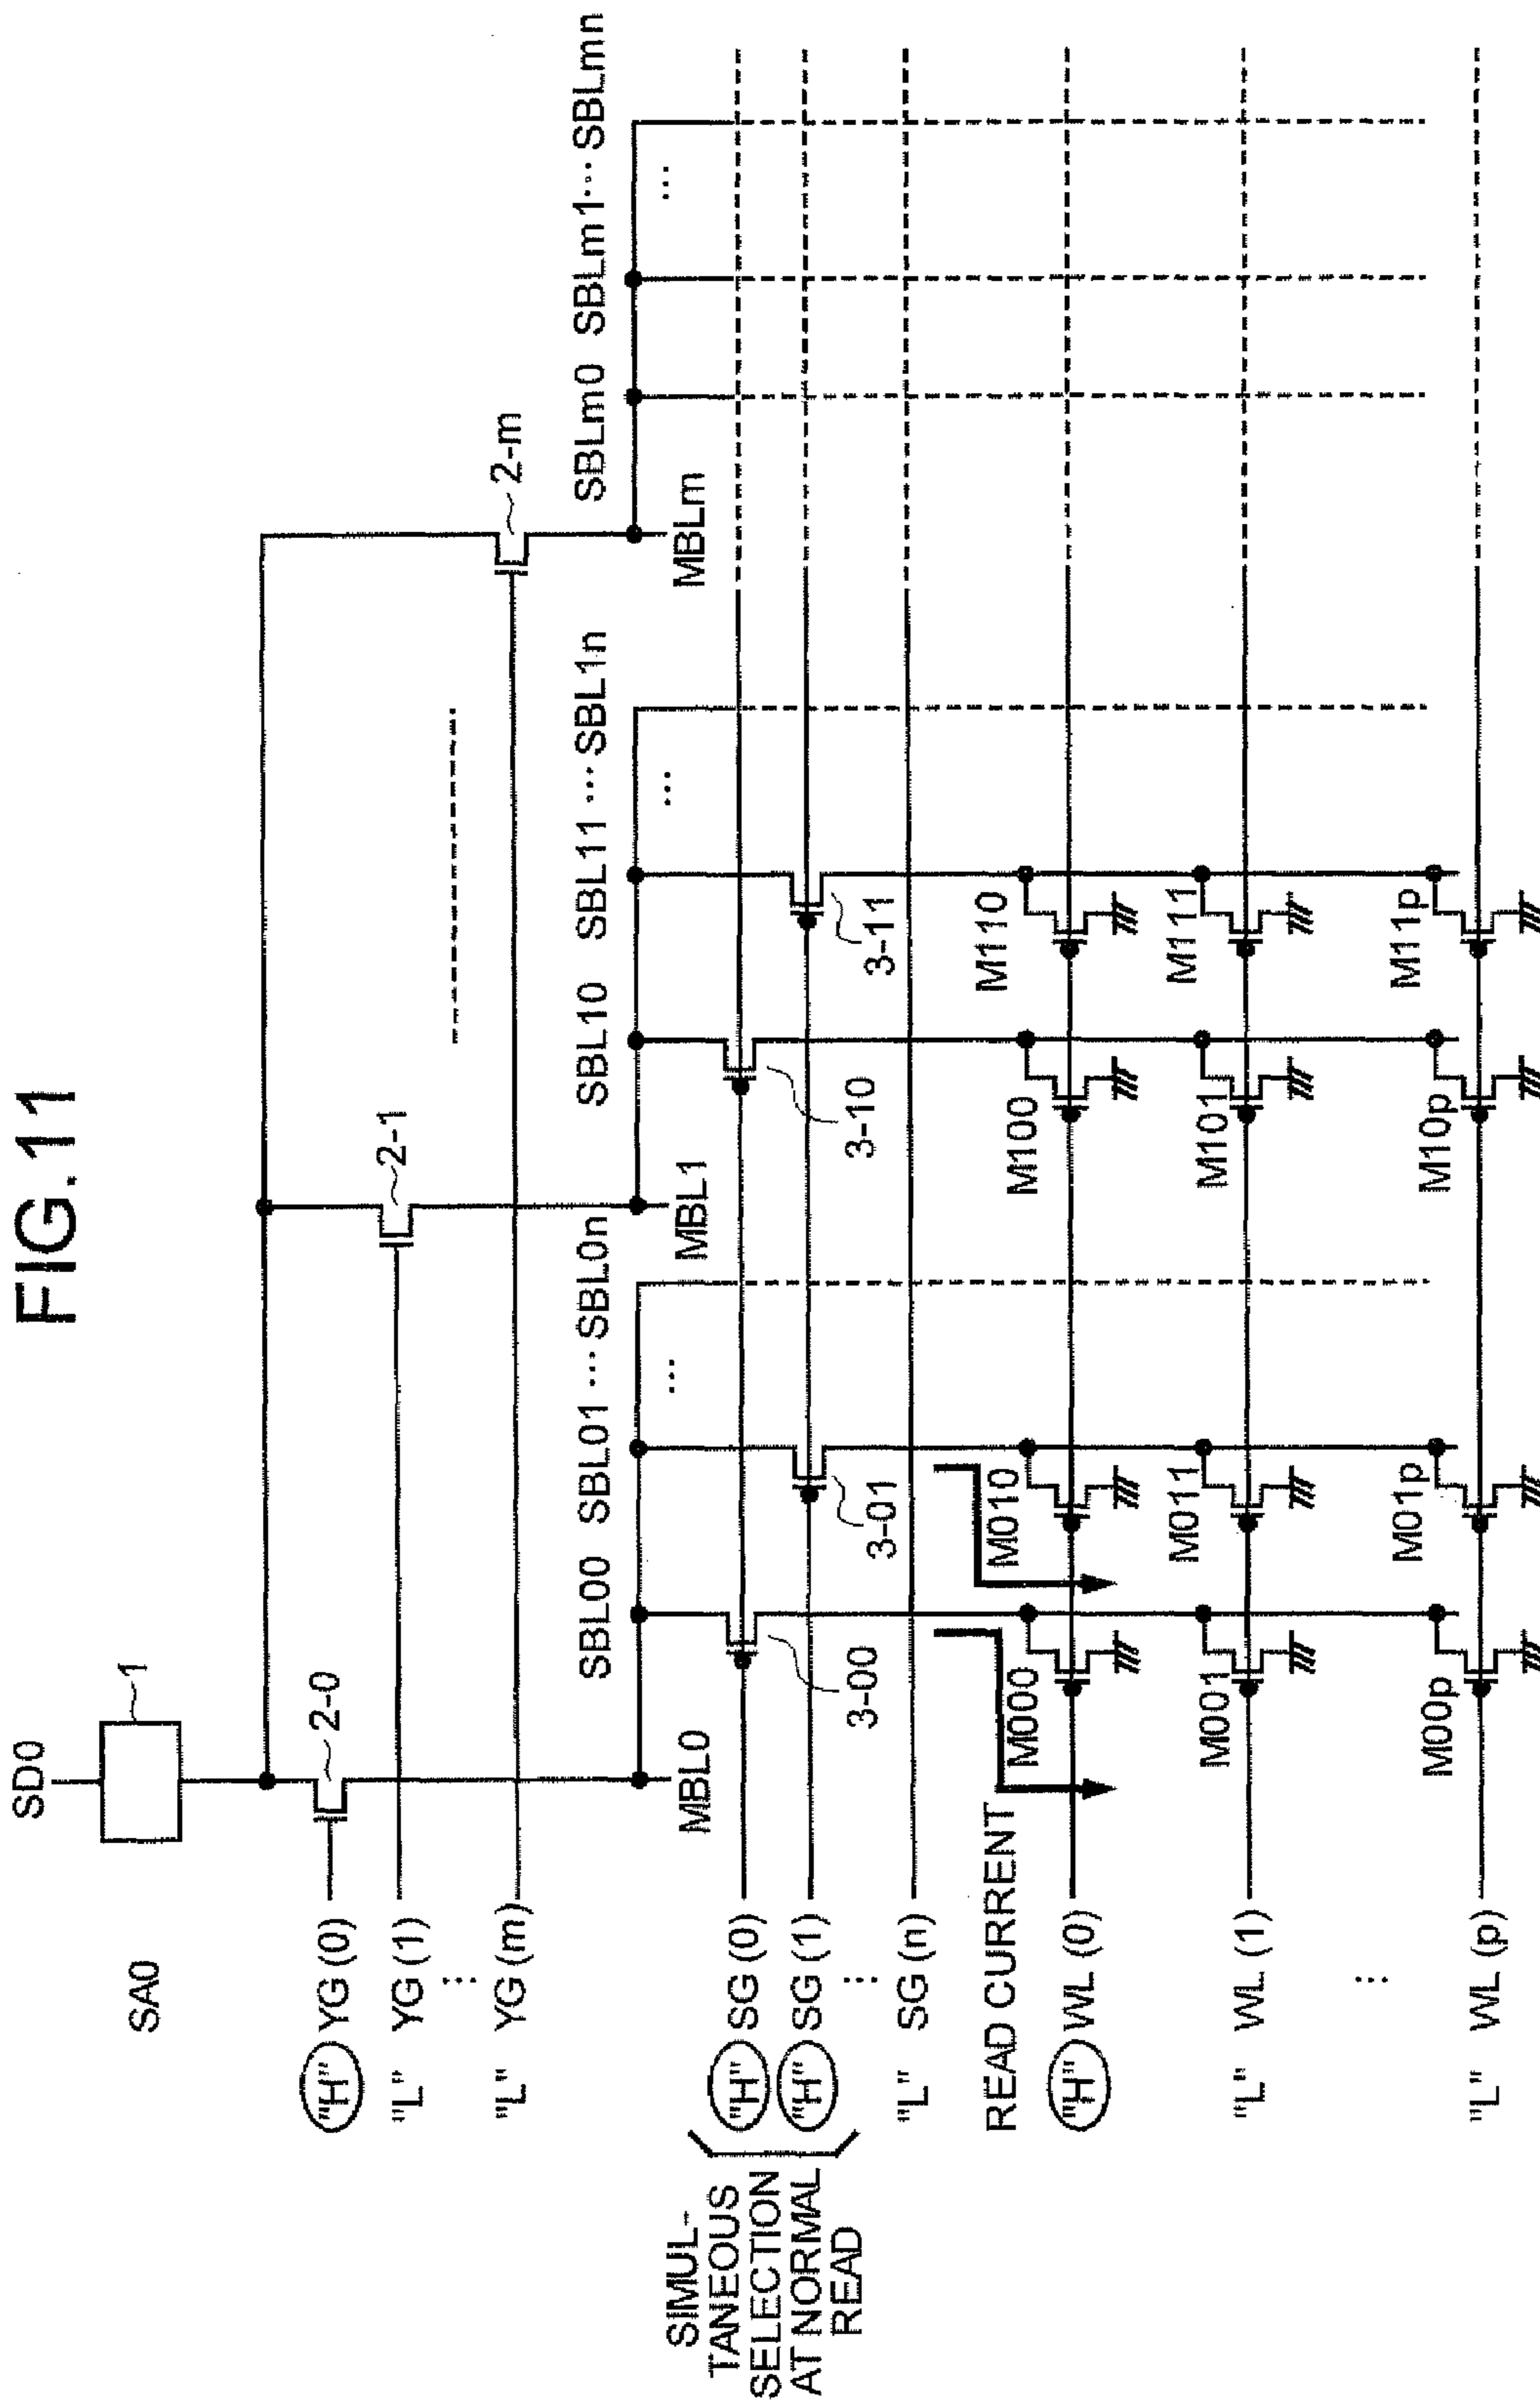 FIG.11
SD0
1
SA0
2-0
"H" YG (0)
2-1
"L" YG (1)
⋮
2-m
"L" YG (m)
SBL00 SBL01 ⋯ SBL0n
SBL10 SBL11 ⋯ SBL1n
SBLm0 SBLm1⋯SBLmn
MBL0
MBL1
MBLm
... ... ...
SIMUL-
TANEOUS
SELECTION
AT NORMAL
READ
"H" SG (0)
"H" SG (1)
⋮
"L" SG (n)
3-00
3-01
3-10
3-11
READ CURRENT
M000
M010
M100
M110
"H" WL (0)
M001
M011
M101
M111
"L" WL (1)
⋮
M00p
M01p
M10p
M11p
"L" WL (p)